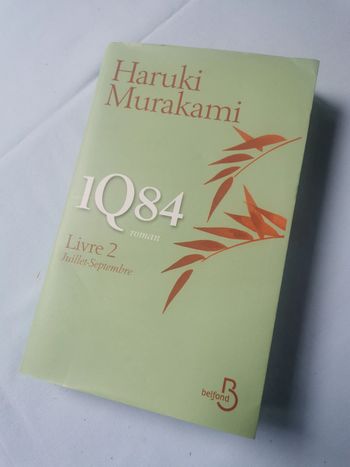 Haruki
Murakami
1Q84
roman
Livre 2
Juillet-Septembre
belfond